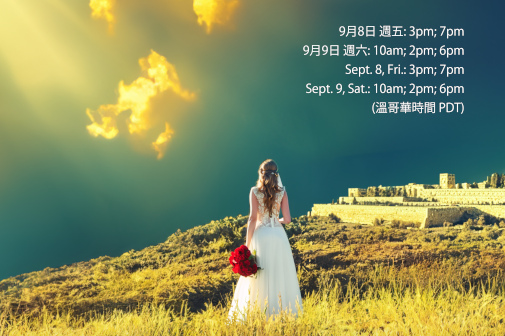 9月8日 週五: 3pm; 7pm
9月9日 週六: 10am; 2pm; 6pm
Sept. 8, Fri.: 3pm; 7pm
Sept. 9, Sat.: 10am; 2pm; 6pm
(溫哥華時間 PDT)